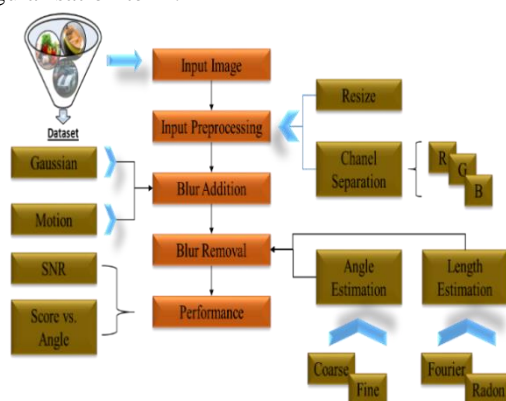 Input Image
Dataset
Resize
Input Preprocessing
Gaussian
Chanel
Separation
R
G
B
Blur Addition
Motion
Blur Removal
SNR
Angle
Estimation
Length
Estimation
Score vs.
Angle
Performance
Coarse
Fine
Fourier
Radon